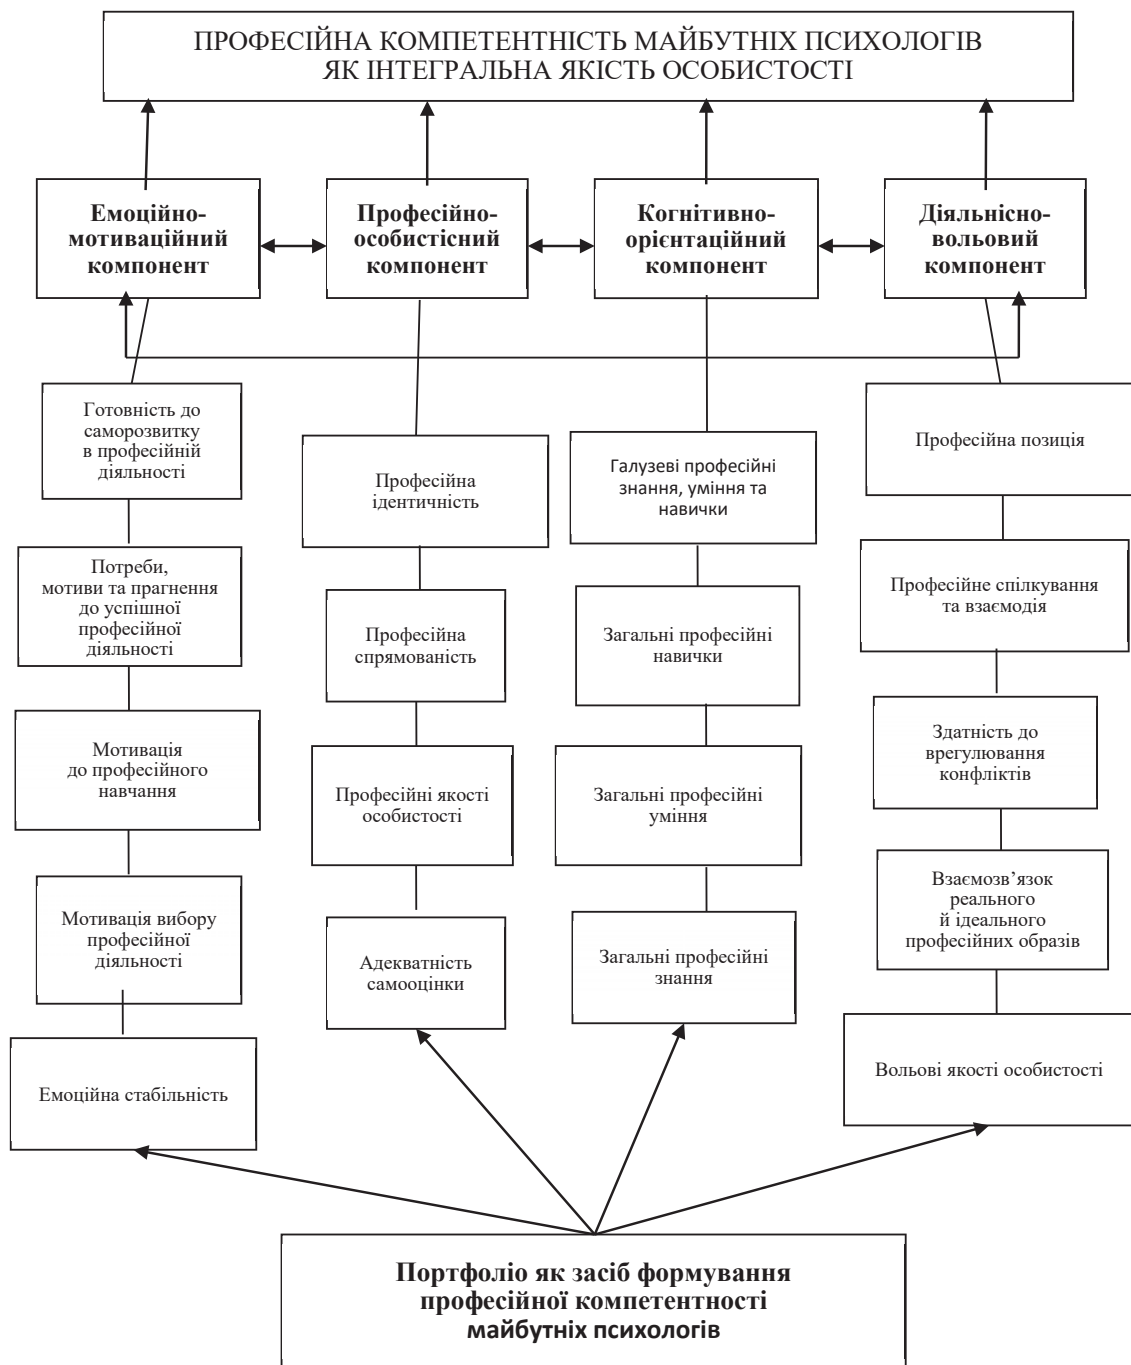 ПРОФЕСІЙНА КОМПЕТЕНТНІСТЬ МАЙБУТНІХ ПСИХОЛОГІВ
ЯК ІНТЕГРАЛЬНА ЯКІСТЬ ОСОБИСТОСТІ
Емоційно-
мотиваційний
компонент
Професійно-
особистісний
компонент
Когнітивно-
орієнтаційний
компонент
Діяльнісно-
вольовий
компонент
Готовність до
саморозвитку
в професійній
діяльності
Потреби,
мотиви та прагнення
до успішної
професійної
діяльності
Мотивація
до професійного
навчання
Мотивація вибору
професійної
діяльності
Емоційна стабільність
Професійна
ідентичність
Професійна
спрямованість
Професійні якості
особистості
Адекватність
самооцінки
Галузеві професійні
знання, уміння та
навички
Загальні професійні
навички
Загальні професійні
уміння
Загальні професійні
знання
Професійна позиція
Професійне спілкування
та взаємодія
Здатність до
врегулювання
конфліктів
Взаємозв’язок
реального
й ідеального
професійних образів
Вольові якості особистості
Портфоліо як засіб формування
професійної компетентності
майбутніх психологів